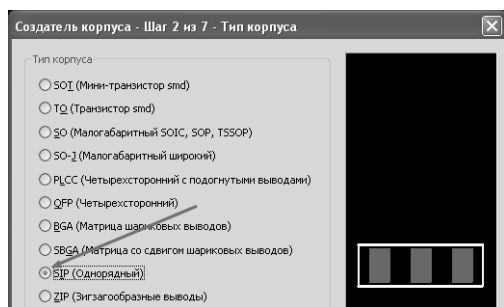 Создатель корпуса - Шаг 2 из 7 - Тип корпуса
Тип корпуса
SOT (Мини-транзистор smd)
TO (Транзистор smd)
SO (Малогабаритный SOIC, SOP, TSSOP)
SO-J (Малогабаритный широкий)
PLCC (Четырехсторонний с подогнутыми выводами)
QFP (Четырехсторонний)
BGA (Матрица шариковых выводов)
SBGA (Матрица со сдвигом шариковых выводов)
SIP (Однорядный)
ZIP (Зигзагообразные выводы)